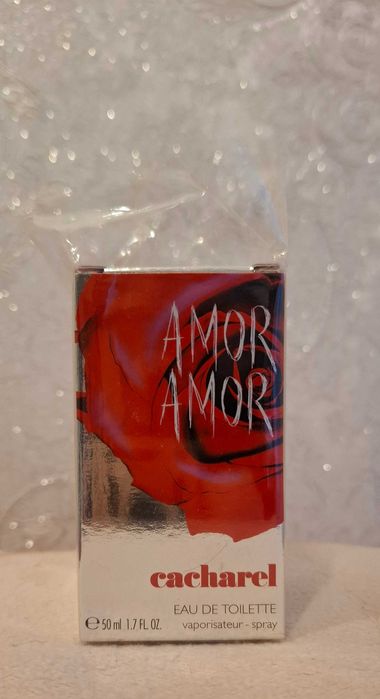 AMOR
AMOR
cacharel
EAU DE TOILETTE
℮ 50 ml 1.7 FL. OZ. vaporisateur - spray